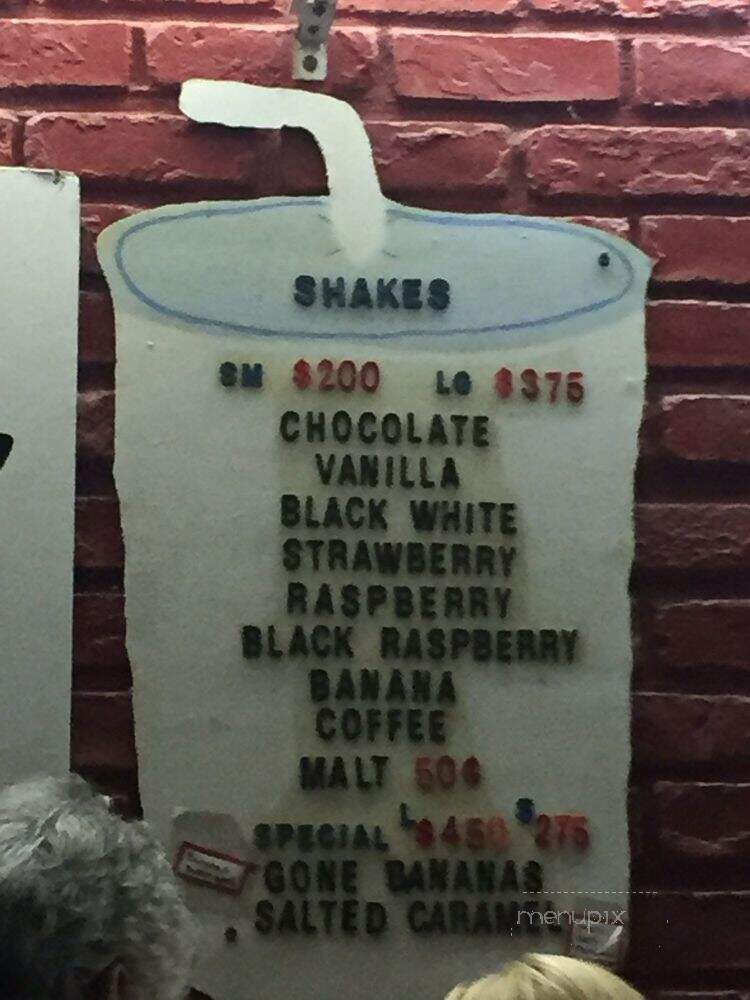 SHAKES
SM $200 LG $375
CHOCOLATE
VANILLA
BLACK WHITE
STRAWBERRY
RASPBERRY
BLACK RASPBERRY
BANANA
COFFEE
MALT 50¢
SPECIAL L $450 S 275
GONE BANANAS
SALTED CARAMEL
menupix